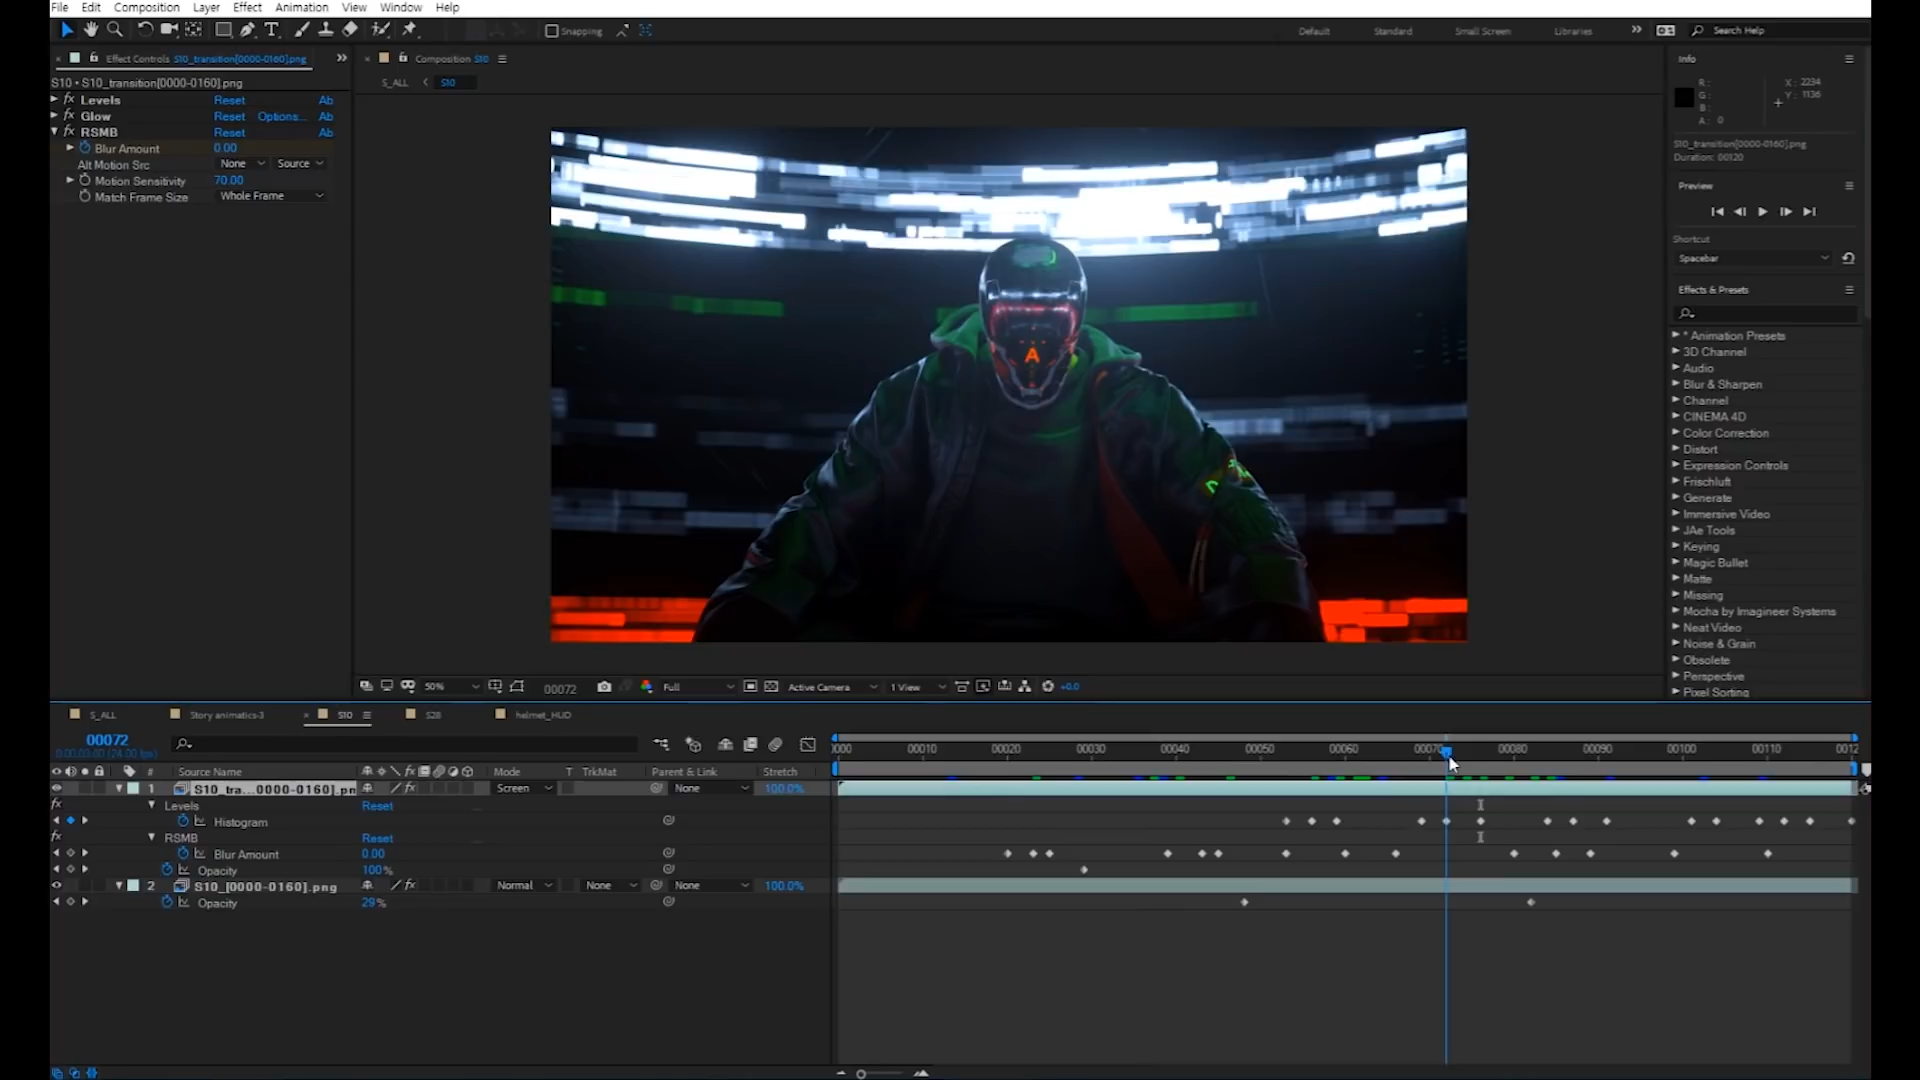 File Edit Composition Layer Effect Animation View Window Help
Snapping Default Standard Small Screen Libraries Search Help
Effect Controls S10_transition[0000-0160].png
S10 • S10_transition[0000-0160].png
Levels Reset Ab
Glow Reset Options... Ab
RSMB Reset Ab
Blur Amount 0.00
Alt Motion Src None Source
Motion Sensitivity 70.00
Match Frame Size Whole Frame
Composition S10
S_ALL S10
A
50% 00072 Full Active Camera 1 View +0.0
Info
R: X: 2234
G: Y: 1136
B:
A: 0
S10_transition[0000-0160].png
Duration: 00120
Preview
Shortcut
Spacebar
Effects & Presets
* Animation Presets
3D Channel
Audio
Blur & Sharpen
Channel
CINEMA 4D
Color Correction
Distort
Expression Controls
Frischluft
Generate
Immersive Video
JAe Tools
Keying
Magic Bullet
Matte
Missing
Mocha by Imagineer Systems
Neat Video
Noise & Grain
Obsolete
Perspective
Pixel Sorting
S_ALL Story animatics-3 S10 S28 helmet_HUD
00072
0:00:03:00 (24.00 fps)
0000 00010 00020 00030 00040 00050 00060 00070 00080 00090 00100 00110 0012
# Source Name Mode T TrkMat Parent & Link Stretch
1 S10_tra...0000-0160].pn Screen None 100.0%
Levels Reset
Histogram
RSMB Reset
Blur Amount 0.00
Opacity 100%
2 S10_[0000-0160].png Normal None None 100.0%
Opacity 29%